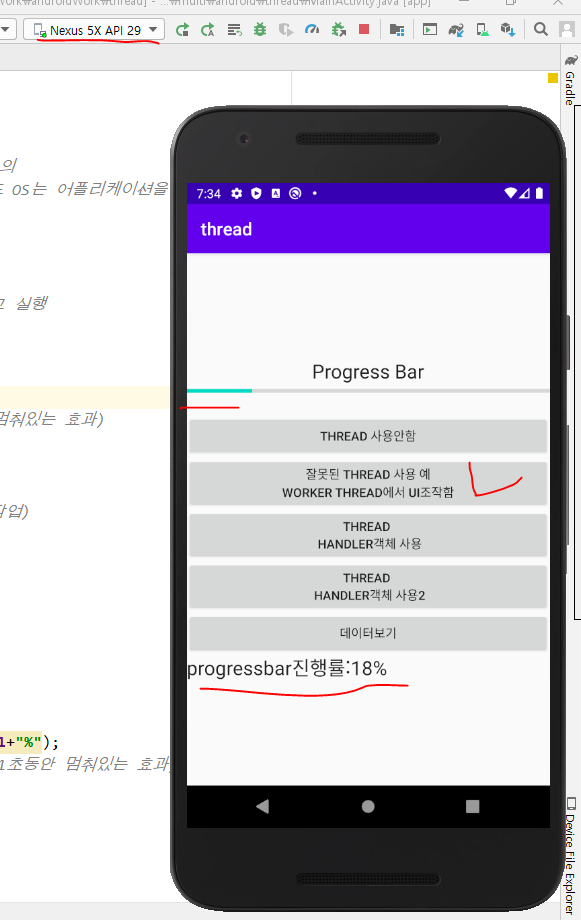 Nexus 5X API 29
Gradle
의
OS는 어플리케이션을
실행
멈춰있는 효과)
작업)
1+"%");
1초동안 멈춰있는 효과
7:34
thread
Progress Bar
THREAD 사용안함
잘못된 THREAD 사용 예
WORKER THREAD에서 UI조작함
THREAD
HANDLER객체 사용
THREAD
HANDLER객체 사용2
데이터보기
progressbar진행률:18%
Device File Explorer